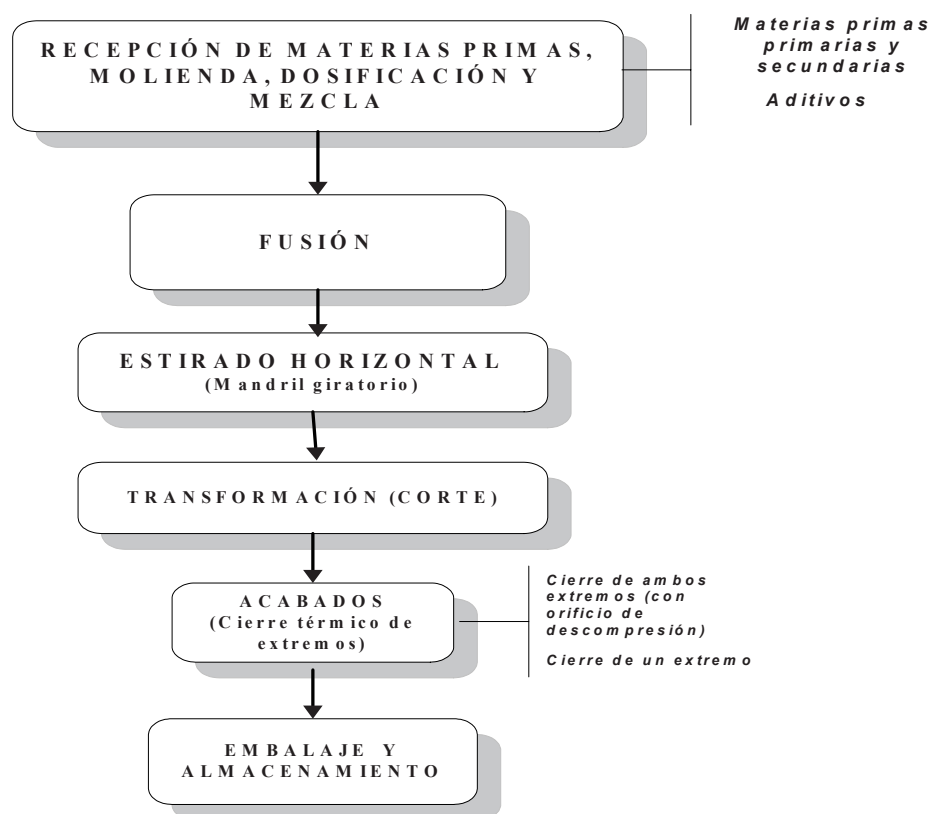 RECEPCIÓN DE MATERIAS PRIMAS,
MOLIENDA, DOSIFICACIÓN Y
MEZCLA
Materias primas
primarias y
secundarias
Aditivos
FUSIÓN
ESTIRADO HORIZONTAL
(Mandril giratorio)
TRANSFORMACIÓN (CORTE)
ACABADOS
(Cierre térmico de
extremos)
Cierre de ambos
extremos (con
orificio de
descompresión)
Cierre de un extremo
EMBALAJE Y
ALMACENAMIENTO